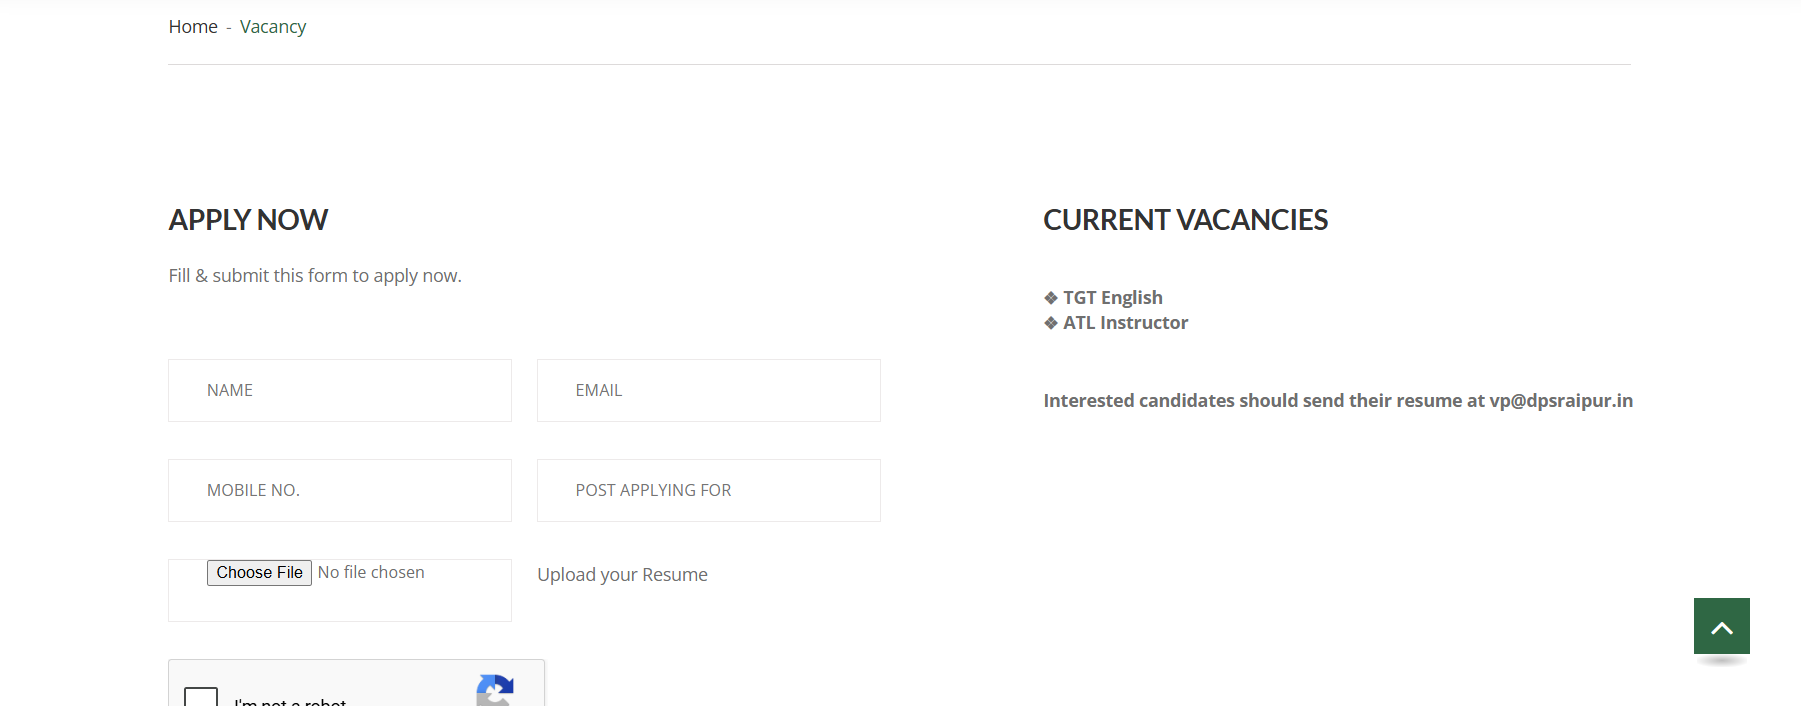 Home - Vacancy
APPLY NOW
Fill & submit this form to apply now.
NAME
EMAIL
MOBILE NO.
POST APPLYING FOR
Choose File No file chosen
Upload your Resume
I'm not a robot
CURRENT VACANCIES
❖ TGT English
❖ ATL Instructor
Interested candidates should send their resume at vp@dpsraipur.in